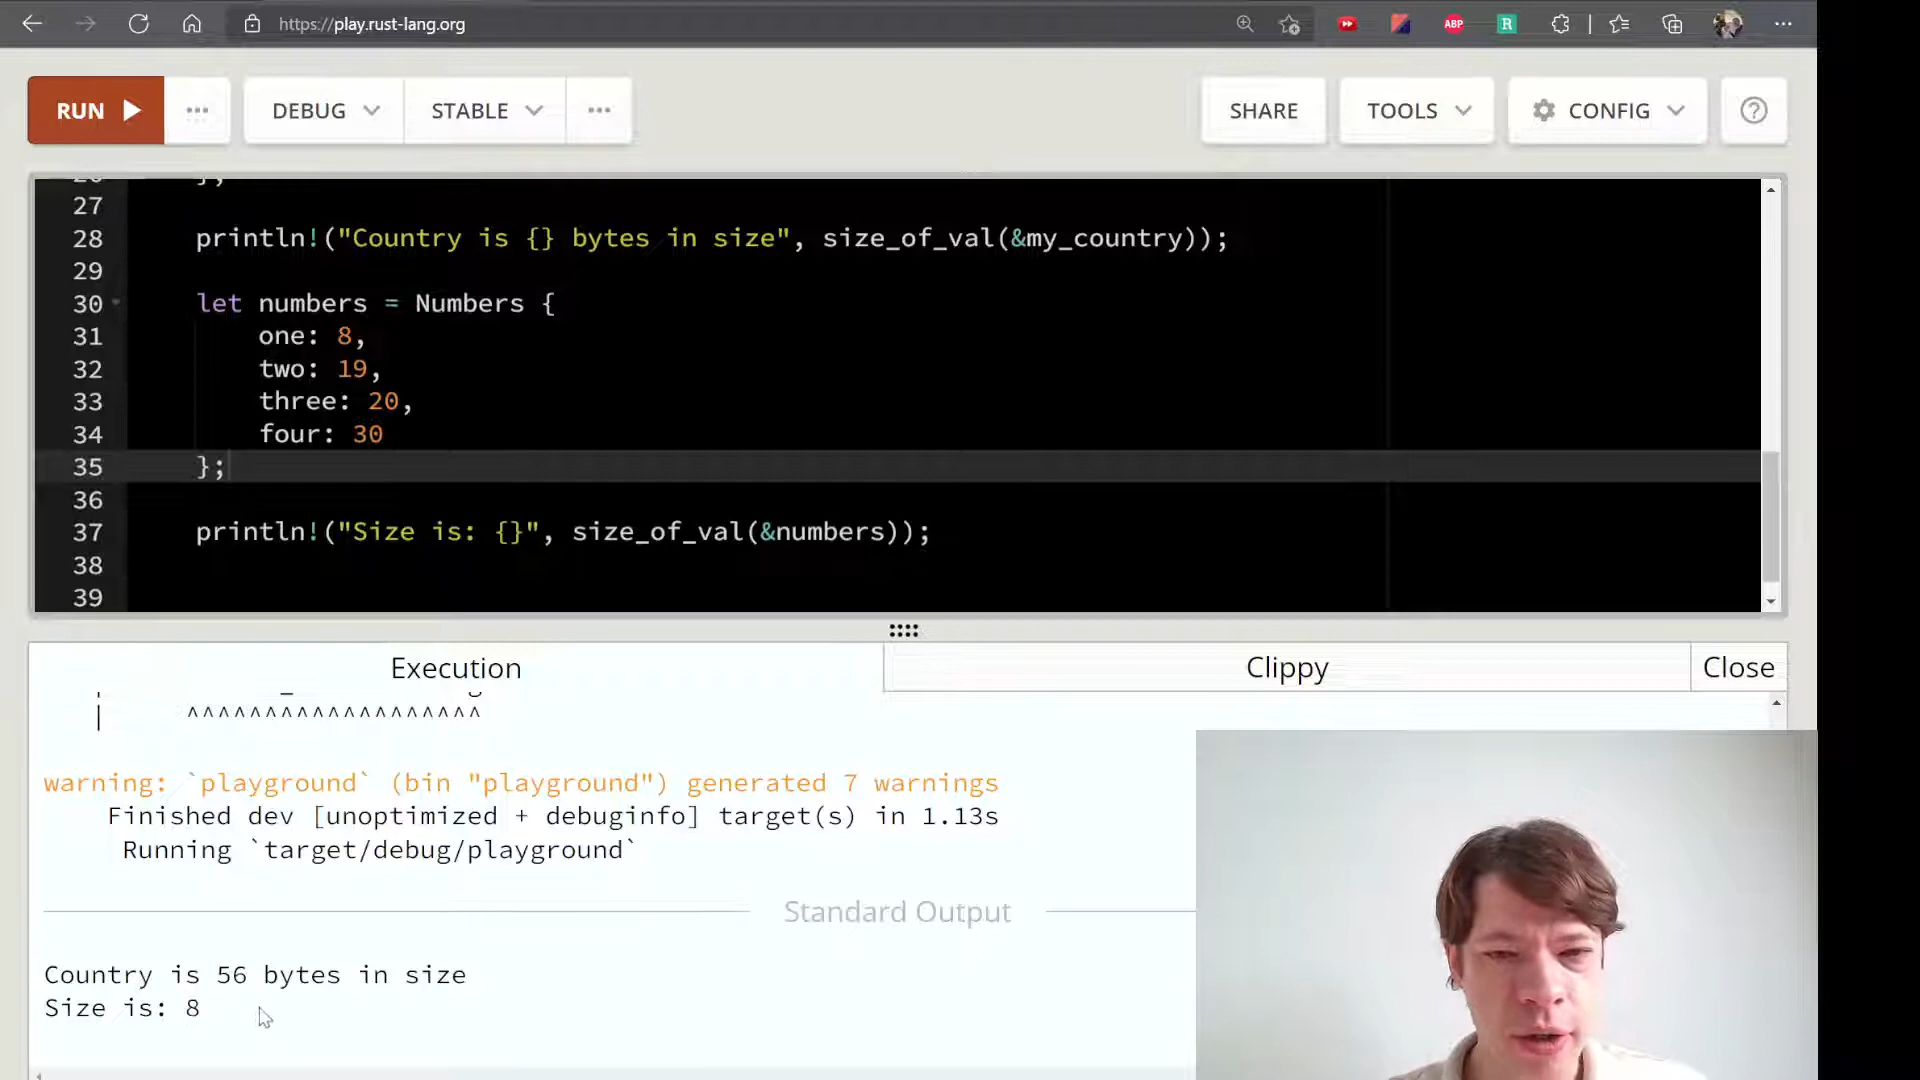 https://play.rust-lang.org
ABP
R
RUN
DEBUG
STABLE
SHARE
TOOLS
CONFIG
?
27
28 println!("Country is {} bytes in size", size_of_val(&my_country));
29
30 let numbers = Numbers {
31 one: 8,
32 two: 19,
33 three: 20,
34 four: 30
35 };
36
37 println!("Size is: {}", size_of_val(&numbers));
38
39
Execution
Clippy
Close
| ^^^^^^^^^^^^^^^^^^^
warning: `playground` (bin "playground") generated 7 warnings
Finished dev [unoptimized + debuginfo] target(s) in 1.13s
Running `target/debug/playground`
Standard Output
Country is 56 bytes in size
Size is: 8